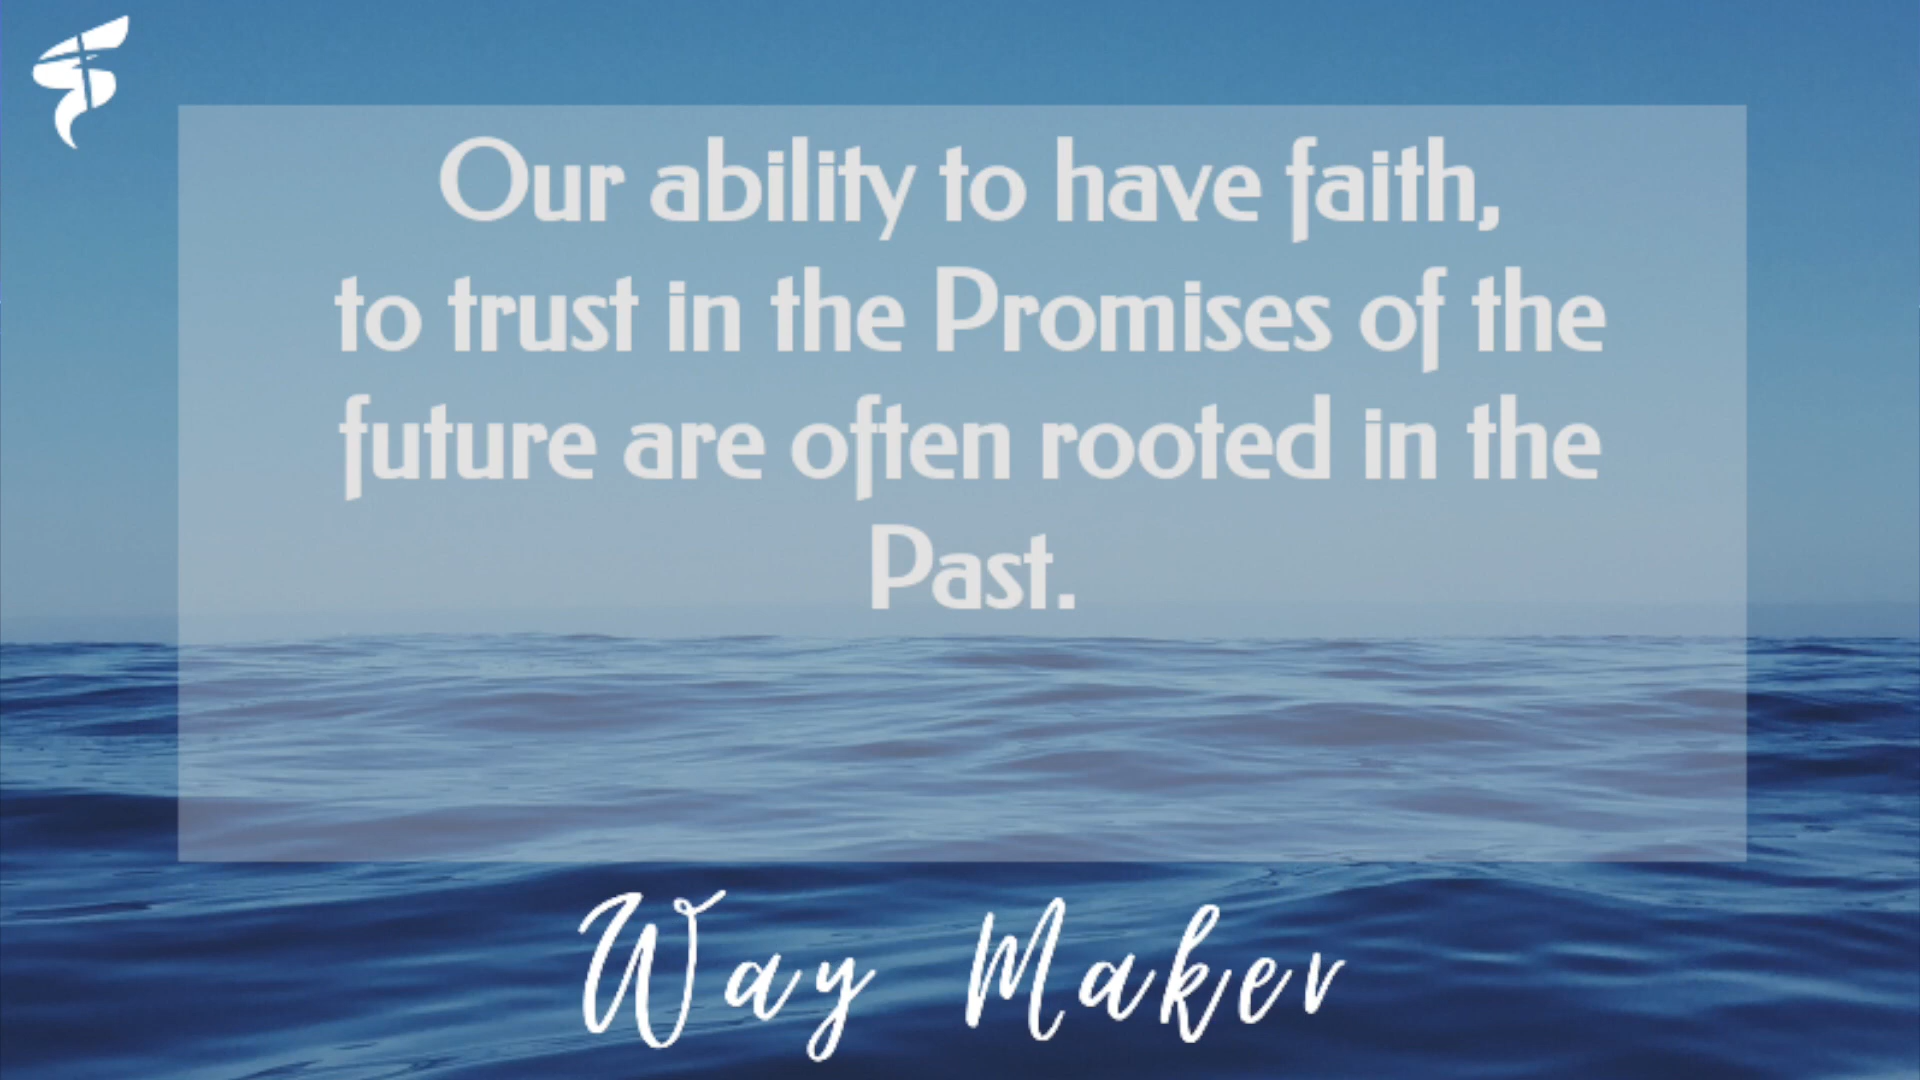 Our ability to have faith,
to trust in the Promises of the
future are often rooted in the
Past.
Way Maker